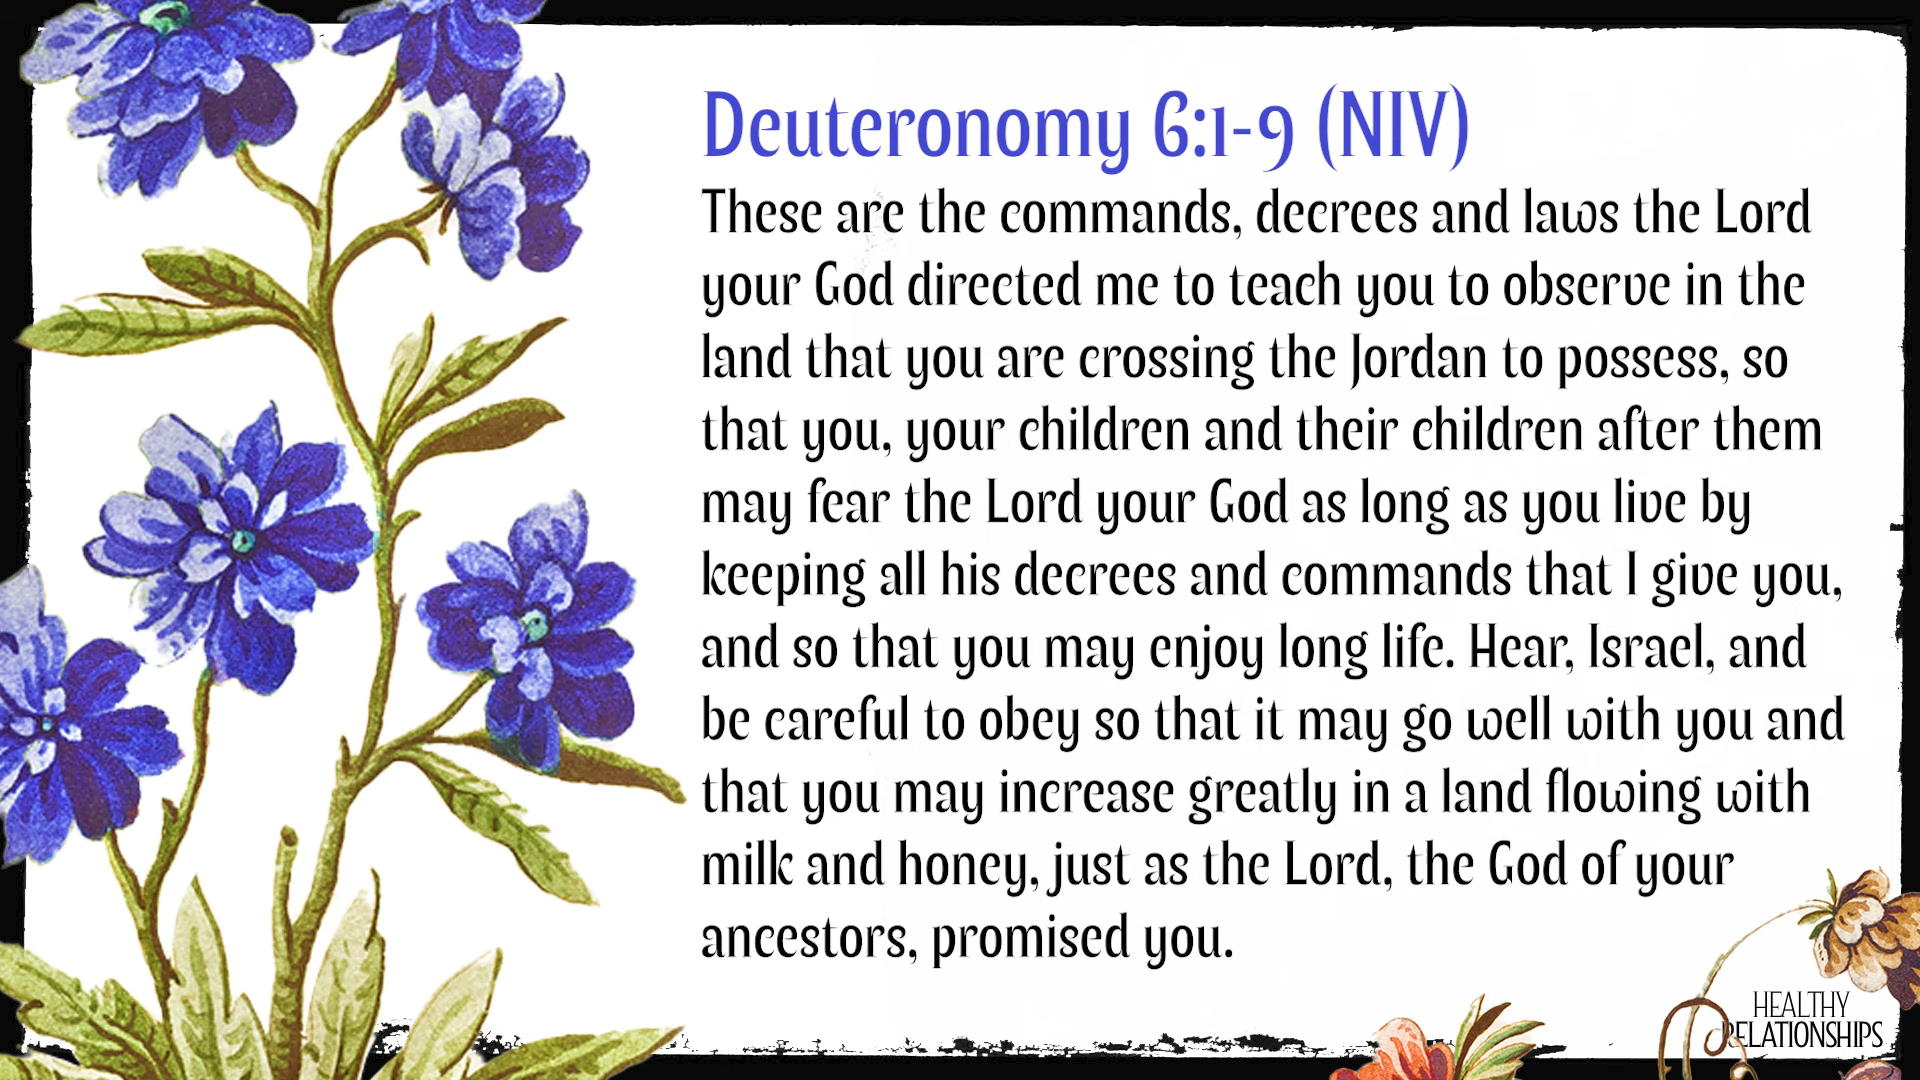 Deuteronomy 6:1-9 (NIV)
These are the commands, decrees and laws the Lord
your God directed me to teach you to observe in the
land that you are crossing the Jordan to possess, so
that you, your children and their children after them
may fear the Lord your God as long as you live by
keeping all his decrees and commands that I give you,
and so that you may enjoy long life. Hear, Israel, and
be careful to obey so that it may go well with you and
that you may increase greatly in a land flowing with
milk and honey, just as the Lord, the God of your
ancestors, promised you.
HEALTHY
RELATIONSHIPS